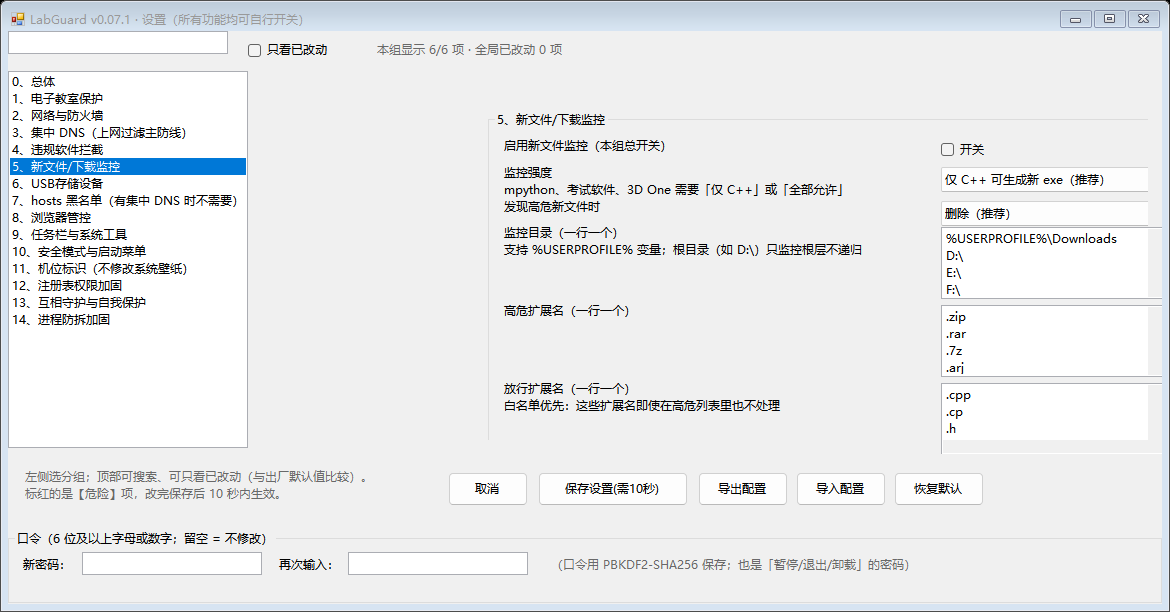 LabGuard v0.07.1 · 设置（所有功能均可自行开关）
只看已改动
本组显示 6/6 项 · 全局已改动 0 项
0、总体
1、电子教室保护
2、网络与防火墙
3、集中 DNS（上网过滤主防线）
4、违规软件拦截
5、新文件/下载监控
6、USB存储设备
7、hosts 黑名单（有集中 DNS 时不需要）
8、浏览器管控
9、任务栏与系统工具
10、安全模式与启动菜单
11、机位标识（不修改系统壁纸）
12、注册表权限加固
13、互相守护与自我保护
14、进程防拆加固
5、新文件/下载监控
启用新文件监控（本组总开关）
开关
监控强度
mpython、考试软件、3D One 需要「仅 C++」或「全部允许」
仅 C++ 可生成新 exe（推荐）
发现高危新文件时
删除（推荐）
监控目录（一行一个）
支持 %USERPROFILE% 变量；根目录（如 D:\）只监控根层不递归
%USERPROFILE%\Downloads
D:\
E:\
F:\
高危扩展名（一行一个）
.zip
.rar
.7z
.arj
放行扩展名（一行一个）
白名单优先：这些扩展名即使在高危列表里也不处理
.cpp
.cp
.h
左侧选分组；顶部可搜索、可只看已改动（与出厂默认值比较）。
标红的是【危险】项，改完保存后 10 秒内生效。
取消
保存设置(需10秒)
导出配置
导入配置
恢复默认
口令（6 位及以上字母或数字；留空 = 不修改）
新密码：
再次输入：
（口令用 PBKDF2-SHA256 保存；也是「暂停/退出/卸载」的密码）